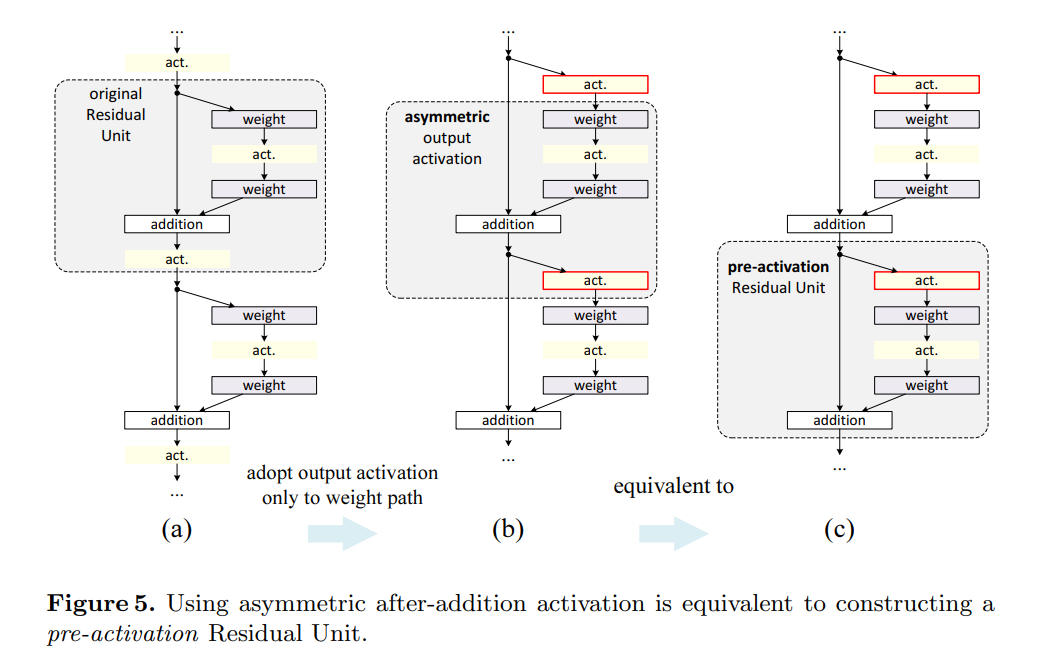 ...
act.
original
Residual
Unit
weight
act.
weight
addition
act.
weight
act.
weight
addition
act.
...
(a)
adopt output activation
only to weight path
...
act.
asymmetric
output
activation
weight
act.
weight
addition
act.
weight
act.
weight
addition
...
(b)
equivalent to
...
act.
weight
act.
weight
addition
pre-activation
Residual Unit
act.
weight
act.
weight
addition
...
(c)
Figure 5. Using asymmetric after-addition activation is equivalent to constructing a
pre-activation Residual Unit.